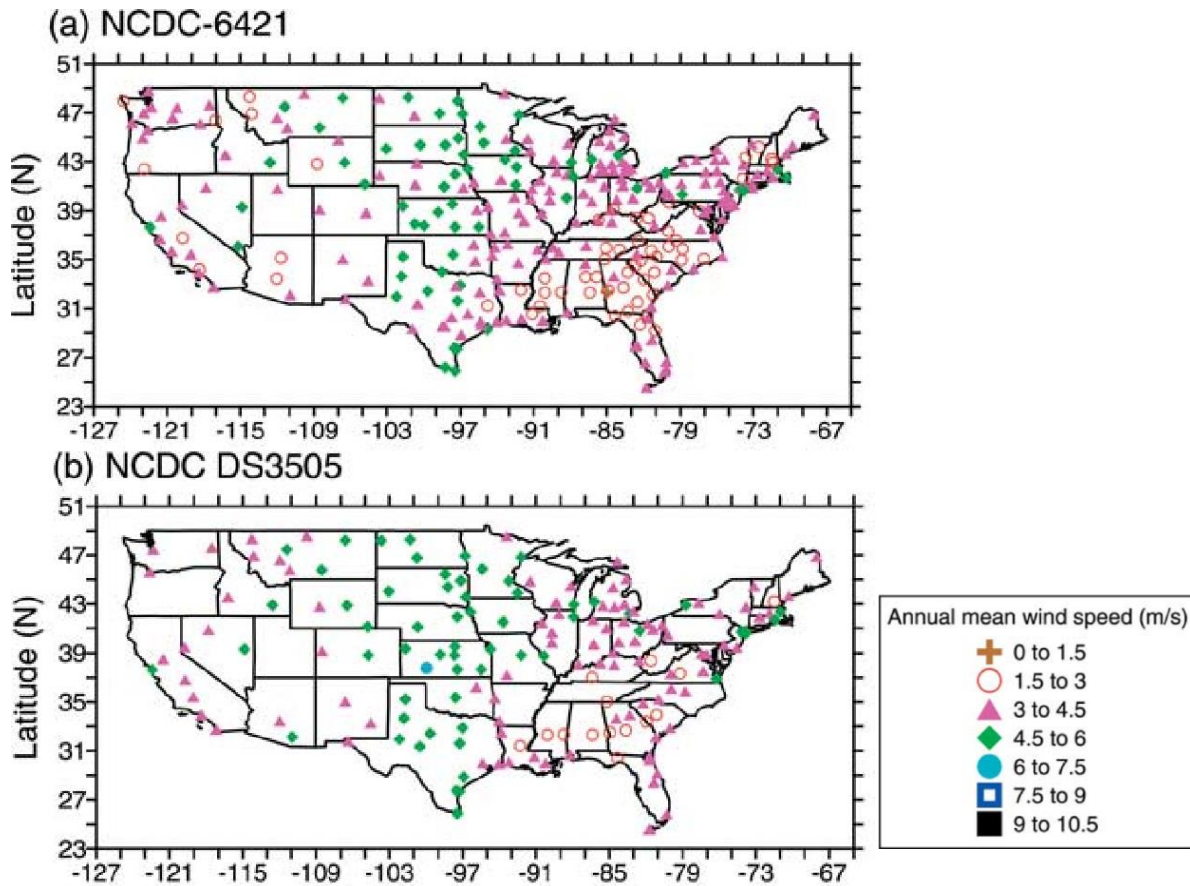 (a) NCDC-6421
51
47
43
39
35
31
27
23
Latitude (N)
-127 -121 -115 -109 -103 -97 -91 -85 -79 -73 -67
(b) NCDC DS3505
51
47
43
39
35
31
27
23
Latitude (N)
-127 -121 -115 -109 -103 -97 -91 -85 -79 -73 -67
Annual mean wind speed (m/s)
0 to 1.5
1.5 to 3
3 to 4.5
4.5 to 6
6 to 7.5
7.5 to 9
9 to 10.5